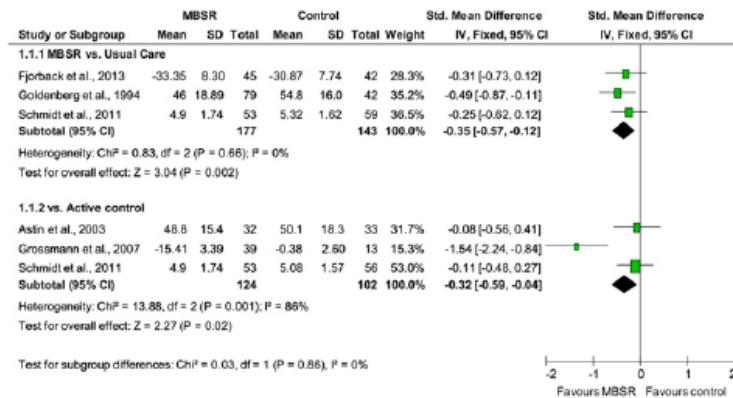 MBSR Control Std. Mean Difference Std. Mean Difference
Study or Subgroup Mean SD Total Mean SD Total Weight IV, Fixed, 95% CI IV, Fixed, 95% CI
1.1.1 MBSR vs. Usual Care
Fjorback et al., 2013 -33.35 8.30 45 -30.87 7.74 42 28.3% -0.31 [-0.73, 0.12]
Goldenberg et al., 1994 46 18.89 79 54.8 16.0 42 35.2% -0.49 [-0.87, -0.11]
Schmidt et al., 2011 4.9 1.74 53 5.32 1.62 59 36.5% -0.25 [-0.62, 0.12]
Subtotal (95% CI) 177 143 100.0% -0.35 [-0.57, -0.12]
Heterogeneity: Chi² = 0.83, df = 2 (P = 0.66); I² = 0%
Test for overall effect: Z = 3.04 (P = 0.002)
1.1.2 vs. Active control
Astin et al., 2003 48.8 15.4 32 50.1 18.3 33 31.7% -0.08 [-0.56, 0.41]
Grossmann et al., 2007 -15.41 3.39 39 -0.38 2.60 13 15.3% -1.54 [-2.24, -0.84]
Schmidt et al., 2011 4.9 1.74 53 5.08 1.57 56 53.0% -0.11 [-0.48, 0.27]
Subtotal (95% CI) 124 102 100.0% -0.32 [-0.59, -0.04]
Heterogeneity: Chi² = 13.88, df = 2 (P = 0.001); I² = 86%
Test for overall effect: Z = 2.27 (P = 0.02)
Test for subgroup differences: Chi² = 0.03, df = 1 (P = 0.86), I² = 0%
-2 -1 0 1 2
Favours MBSR Favours control